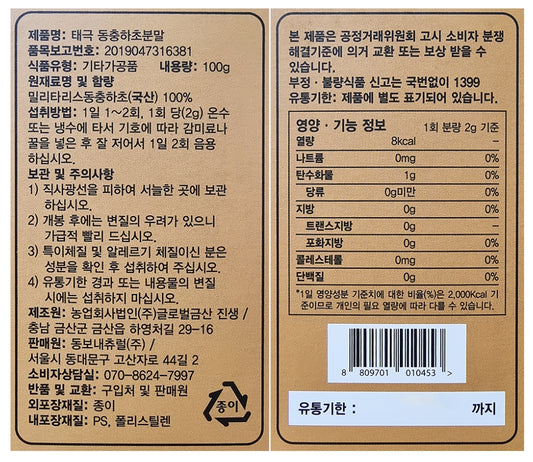 제품명: 태극 동충하초분말
품목보고번호: 2019047316381
식품유형: 기타가공품 내용량: 100g
원재료명 및 함량
밀리타리스동충하초(국산) 100%
섭취방법: 1일 1~2회, 1회 당(2g) 온수
또는 냉수에 타서 기호에 따라 감미료나
꿀을 넣은 후 잘 저어서 1일 2회 음용
하십시오.
보관 및 주의사항
1) 직사광선을 피하여 서늘한 곳에 보관
하십시오.
2) 개봉 후에는 변질의 우려가 있으니
가급적 빨리 드십시오.
3) 특이체질 및 알레르기 체질이신 분은
성분을 확인 후 섭취하여 주십시오.
4) 유통기한 경과 또는 내용물의 변질
시에는 섭취하지 마십시오.
제조원: 농업회사법인(주)글로벌금산 진생 /
충남 금산군 금산읍 하영처길 29-16
판매원: 동보내츄럴(주) /
서울시 동대문구 고산자로 44길 2
소비자상담실: 070-8624-7997
반품 및 교환: 구입처 및 판매원
외포장재질: 종이
내포장재질: PS, 폴리스틸렌
종이
본 제품은 공정거래위원회 고시 소비자 분쟁
해결기준에 의거 교환 또는 보상 받을 수
있습니다.
부정·불량식품 신고는 국번없이 1399
유통기한: 제품에 별도 표기되어 있습니다.
영양·기능 정보 1회 분량 2g 기준
열량 8kcal –
나트륨 0mg 0%
탄수화물 1g 0%
당류 0g미만 0%
지방 0g 0%
트랜스지방 0g –
포화지방 0g 0%
콜레스테롤 0mg 0%
단백질 0g 0%
*1일 영양성분 기준치에 대한 비율(%)은 2,000Kcal 기
준이므로 개인의 필요 열량에 따라 다를 수 있습니다.
8 809701 010453 >
유통기한 : 까지